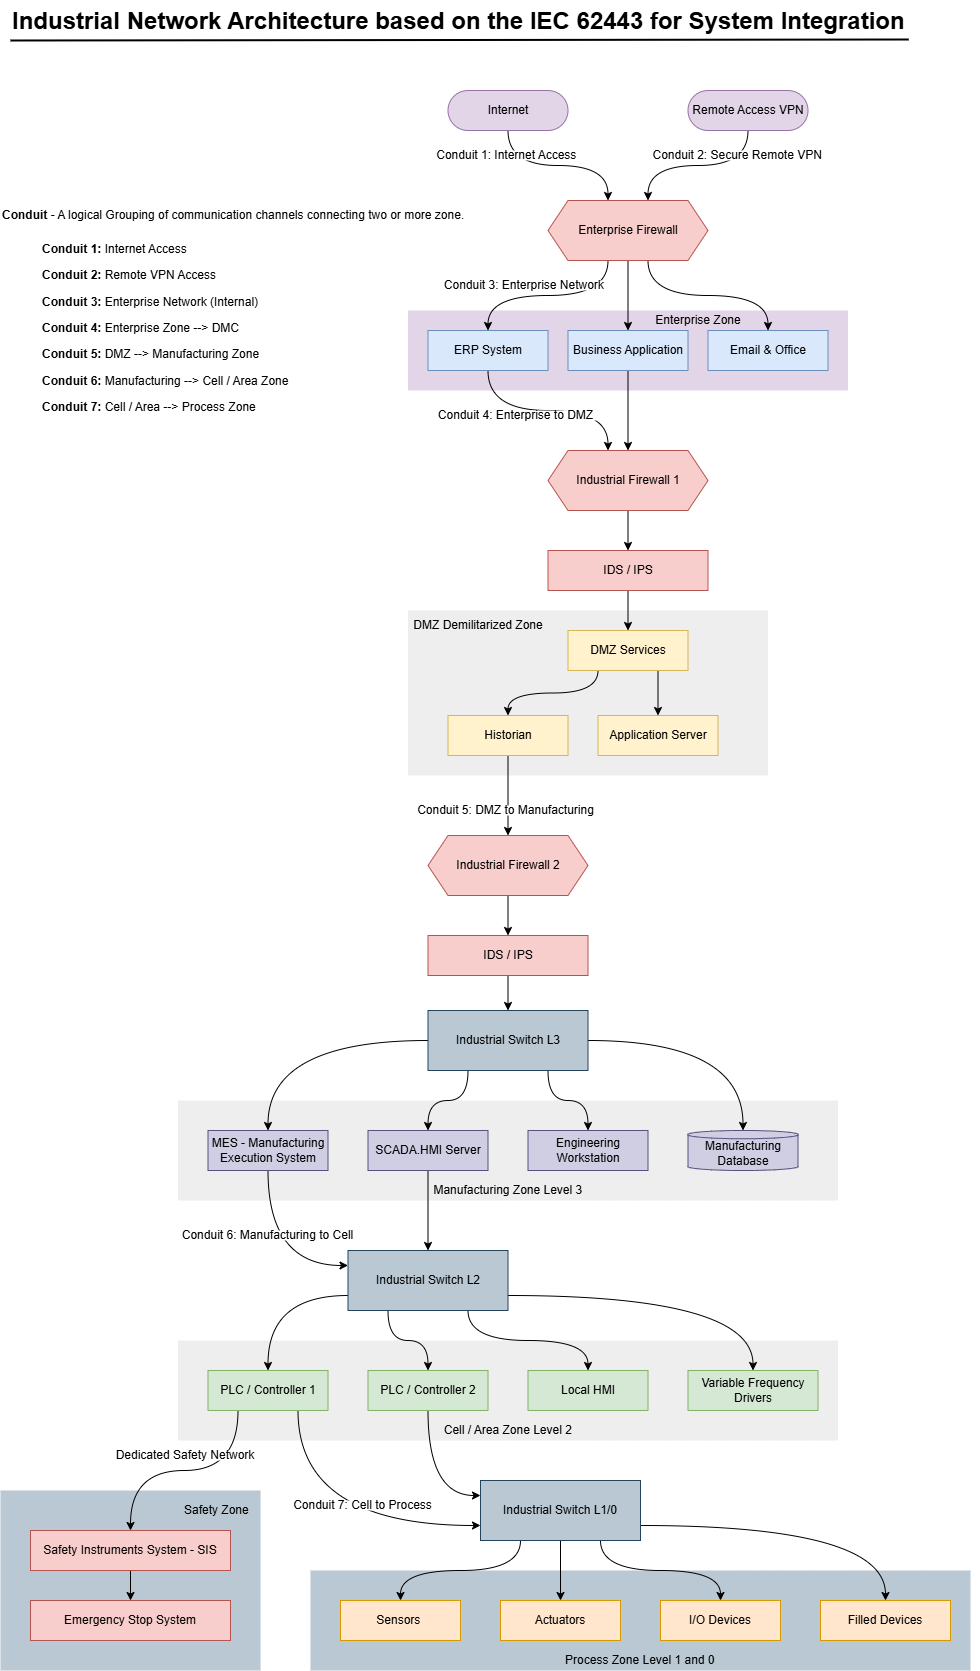 Industrial Network Architecture based on the IEC 62443 for System Integration
Internet
Remote Access VPN
Conduit 1: Internet Access
Conduit 2: Secure Remote VPN
Conduit - A logical Grouping of communication channels connecting two or more zone.
Conduit 1: Internet Access
Conduit 2: Remote VPN Access
Conduit 3: Enterprise Network (Internal)
Conduit 4: Enterprise Zone --> DMC
Conduit 5: DMZ --> Manufacturing Zone
Conduit 6: Manufacturing --> Cell / Area Zone
Conduit 7: Cell / Area --> Process Zone
Enterprise Firewall
Conduit 3: Enterprise Network
Enterprise Zone
ERP System
Business Application
Email & Office
Conduit 4: Enterprise to DMZ
Industrial Firewall 1
IDS / IPS
DMZ Demilitarized Zone
DMZ Services
Historian
Application Server
Conduit 5: DMZ to Manufacturing
Industrial Firewall 2
IDS / IPS
Industrial Switch L3
MES - Manufacturing
Execution System
SCADA.HMI Server
Engineering
Workstation
Manufacturing
Database
Manufacturing Zone Level 3
Conduit 6: Manufacturing to Cell
Industrial Switch L2
PLC / Controller 1
PLC / Controller 2
Local HMI
Variable Frequency
Drivers
Cell / Area Zone Level 2
Dedicated Safety Network
Conduit 7: Cell to Process
Industrial Switch L1/0
Safety Zone
Safety Instruments System - SIS
Emergency Stop System
Sensors
Actuators
I/O Devices
Filled Devices
Process Zone Level 1 and 0